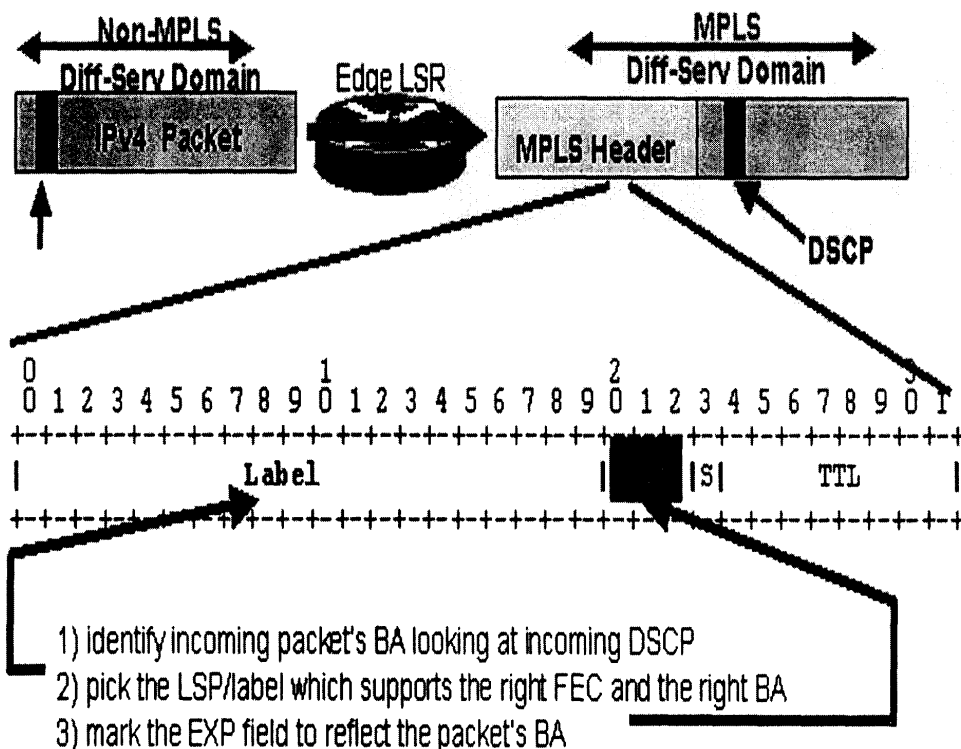 Non-MPLS
Diff-Serv Domain
MPLS
Diff-Serv Domain
Edge LSR
IPv4 Packet
MPLS Header
DSCP
0 1 2 3
0 1 2 3 4 5 6 7 8 9 0 1 2 3 4 5 6 7 8 9 0 1 2 3 4 5 6 7 8 9 0 1
+-+-+-+-+-+-+-+-+-+-+-+-+-+-+-+-+-+-+-+-+-+-+-+-+-+-+-+-+-+-+-+-+
| Label | |S| TTL |
+-+-+-+-+-+-+-+-+-+-+-+-+-+-+-+-+-+-+-+-+-+-+-+-+-+-+-+-+-+-+-+-+
1) identify incoming packet's BA looking at incoming DSCP
2) pick the LSP/label which supports the right FEC and the right BA
3) mark the EXP field to reflect the packet's BA